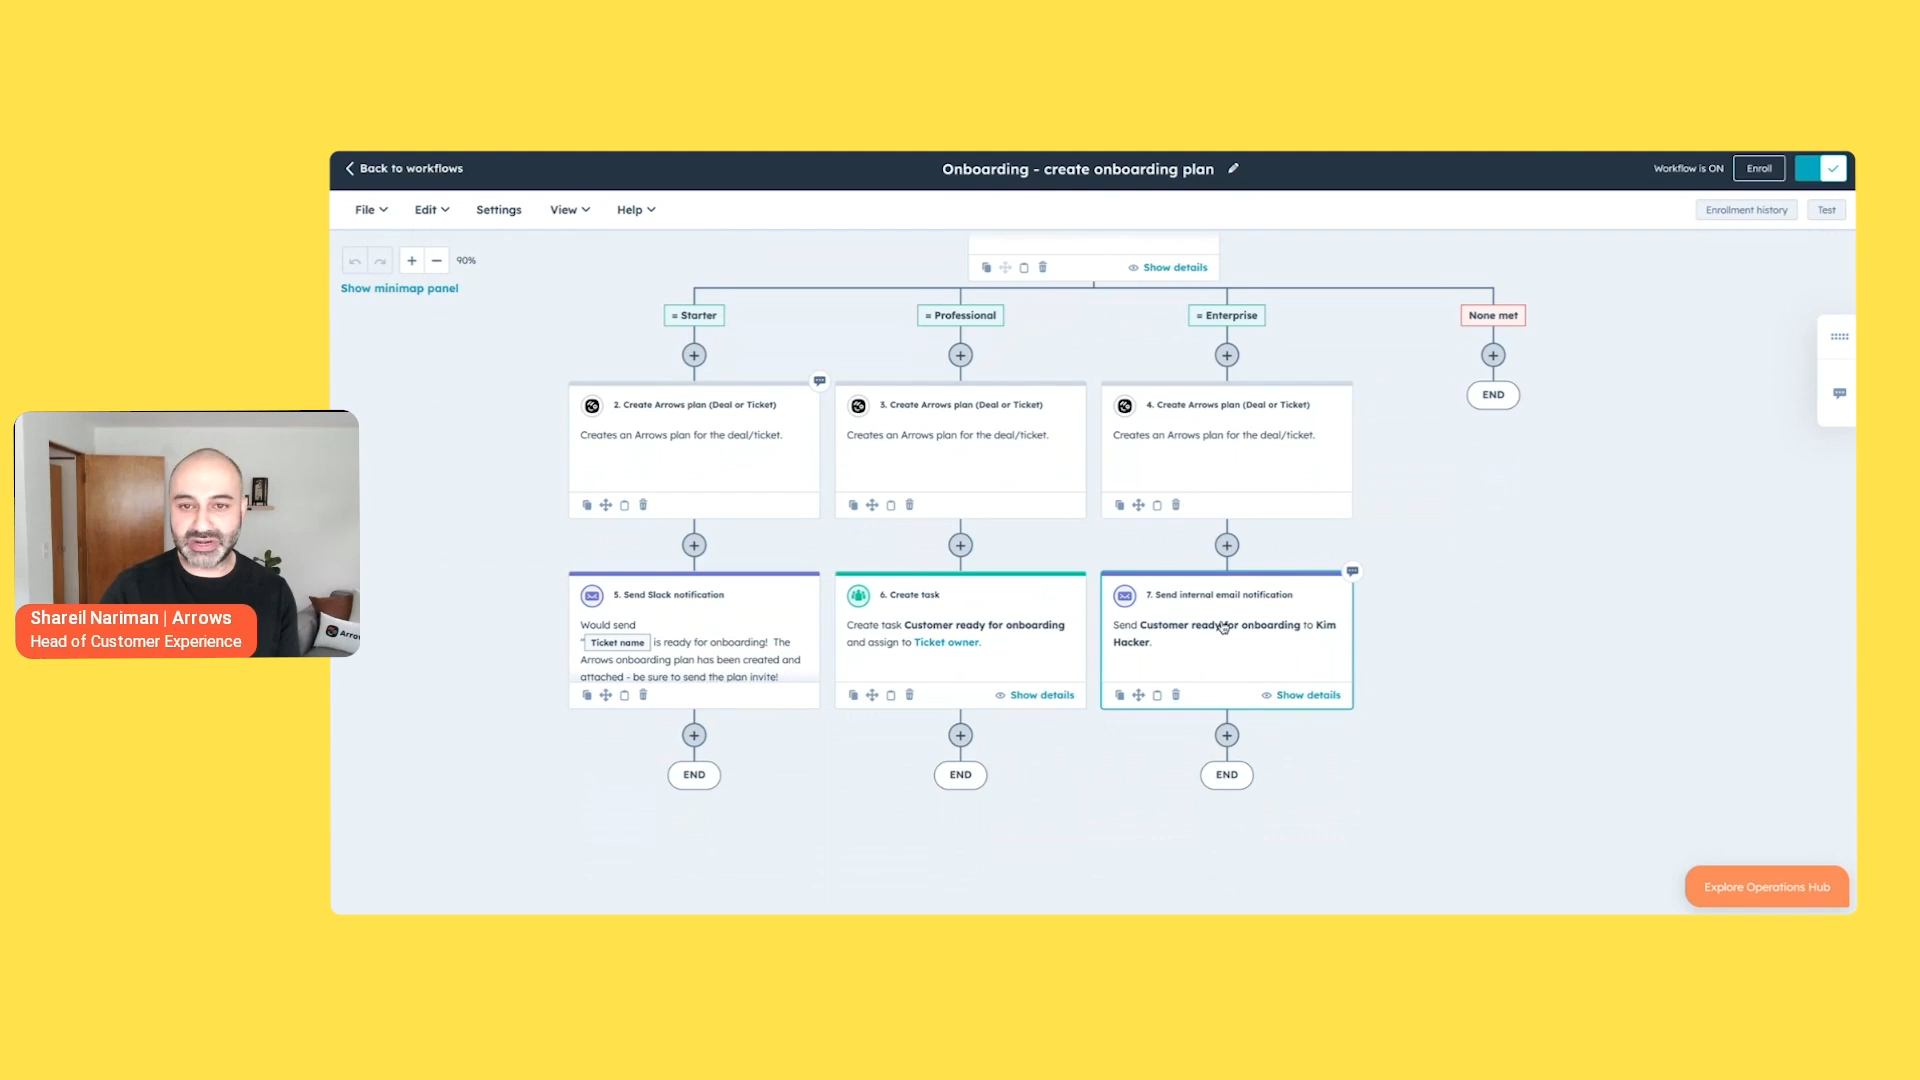 Back to workflows
Onboarding - create onboarding plan
Workflow is ON
Enroll
File
Edit
Settings
View
Help
Enrollment history
Test
90%
Show minimap panel
Show details
= Starter
= Professional
= Enterprise
None met
END
2. Create Arrows plan (Deal or Ticket)
Creates an Arrows plan for the deal/ticket.
3. Create Arrows plan (Deal or Ticket)
Creates an Arrows plan for the deal/ticket.
4. Create Arrows plan (Deal or Ticket)
Creates an Arrows plan for the deal/ticket.
5. Send Slack notification
Would send
"Ticket name is ready for onboarding! The
Arrows onboarding plan has been created and
attached - be sure to send the plan invite!
6. Create task
Create task Customer ready for onboarding
and assign to Ticket owner.
Show details
7. Send internal email notification
Send Customer ready for onboarding to Kim
Hacker.
Show details
END
END
END
Explore Operations Hub
Shareil Nariman | Arrows
Head of Customer Experience